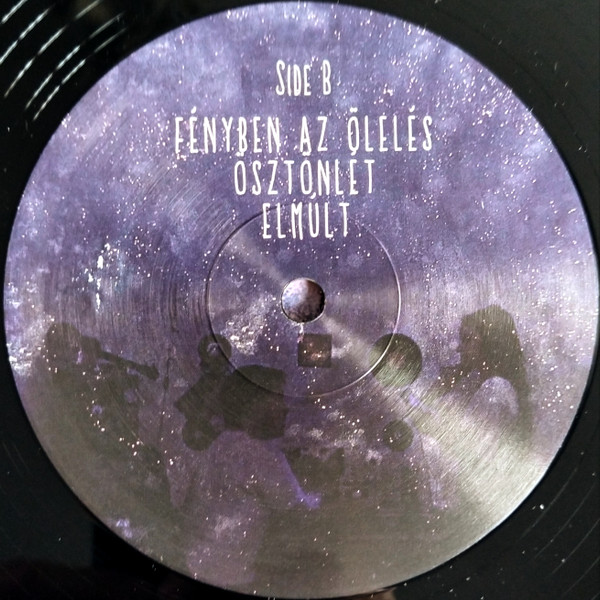 SIDE B
FÉNYBEN AZ ÖLELÉS
ÖSZTÖNLÉT
ELMÚLT